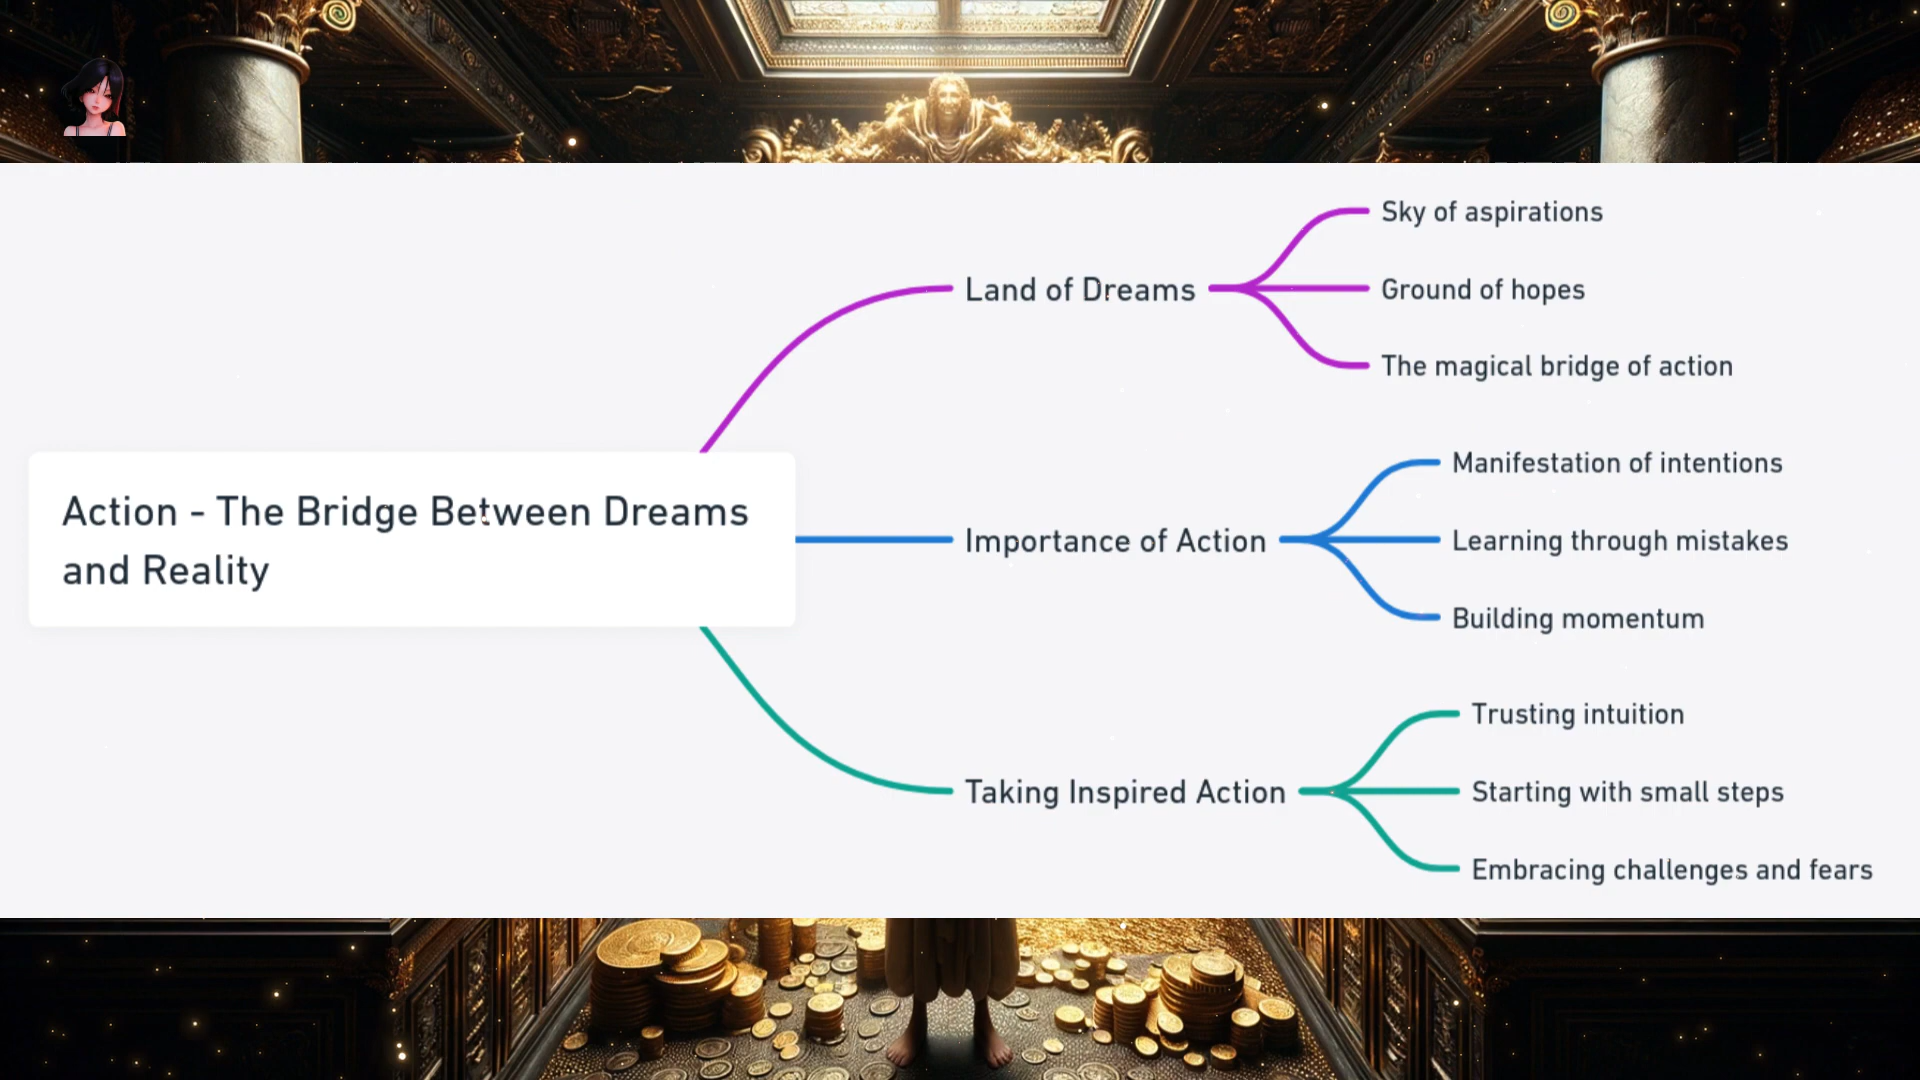 Action - The Bridge Between Dreams
and Reality
Land of Dreams
Sky of aspirations
Ground of hopes
The magical bridge of action
Importance of Action
Manifestation of intentions
Learning through mistakes
Building momentum
Taking Inspired Action
Trusting intuition
Starting with small steps
Embracing challenges and fears